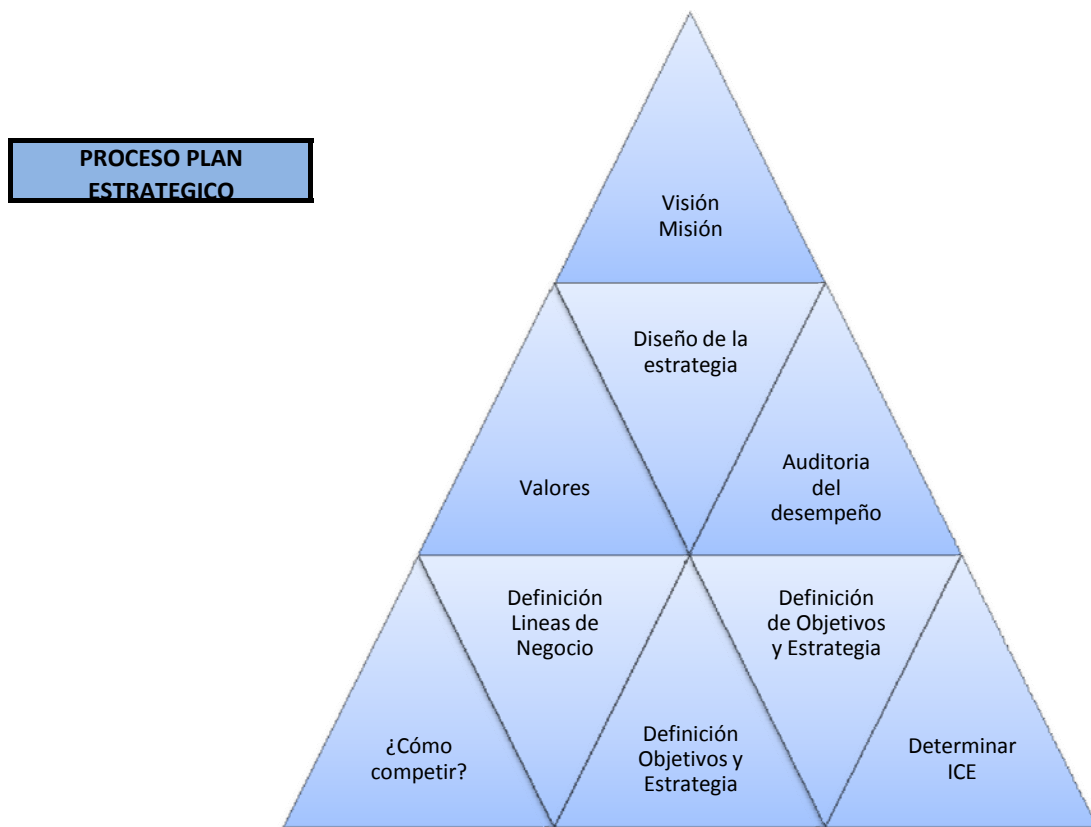 PROCESO PLAN
ESTRATEGICO
Visión
Misión
Diseño de la
estrategia
Valores
Auditoria
del
desempeño
Definición
Lineas de
Negocio
Definición
de Objetivos
y Estrategia
¿Cómo
competir?
Definición
Objetivos y
Estrategia
Determinar
ICE